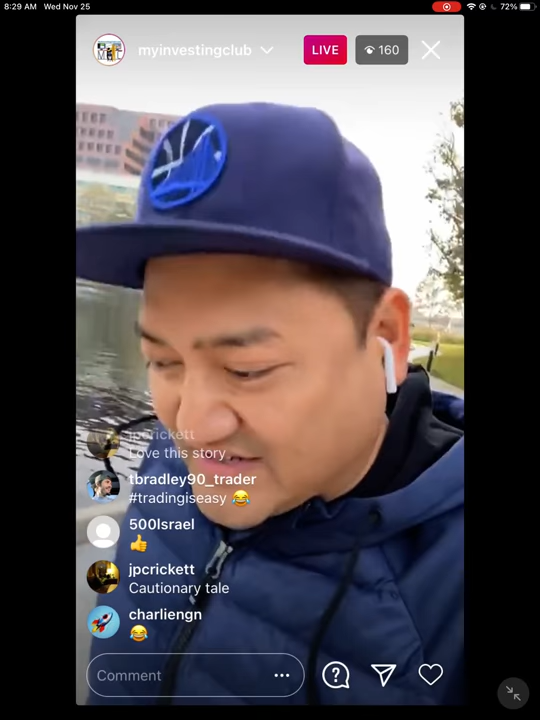 8:29 AM Wed Nov 25
72%
myinvestingclub
LIVE
160
jpcrickett
Love this story
tbradley90_trader
#tradingiseasy 😂
500Israel
👍
jpcrickett
Cautionary tale
charliengn
😂
Comment